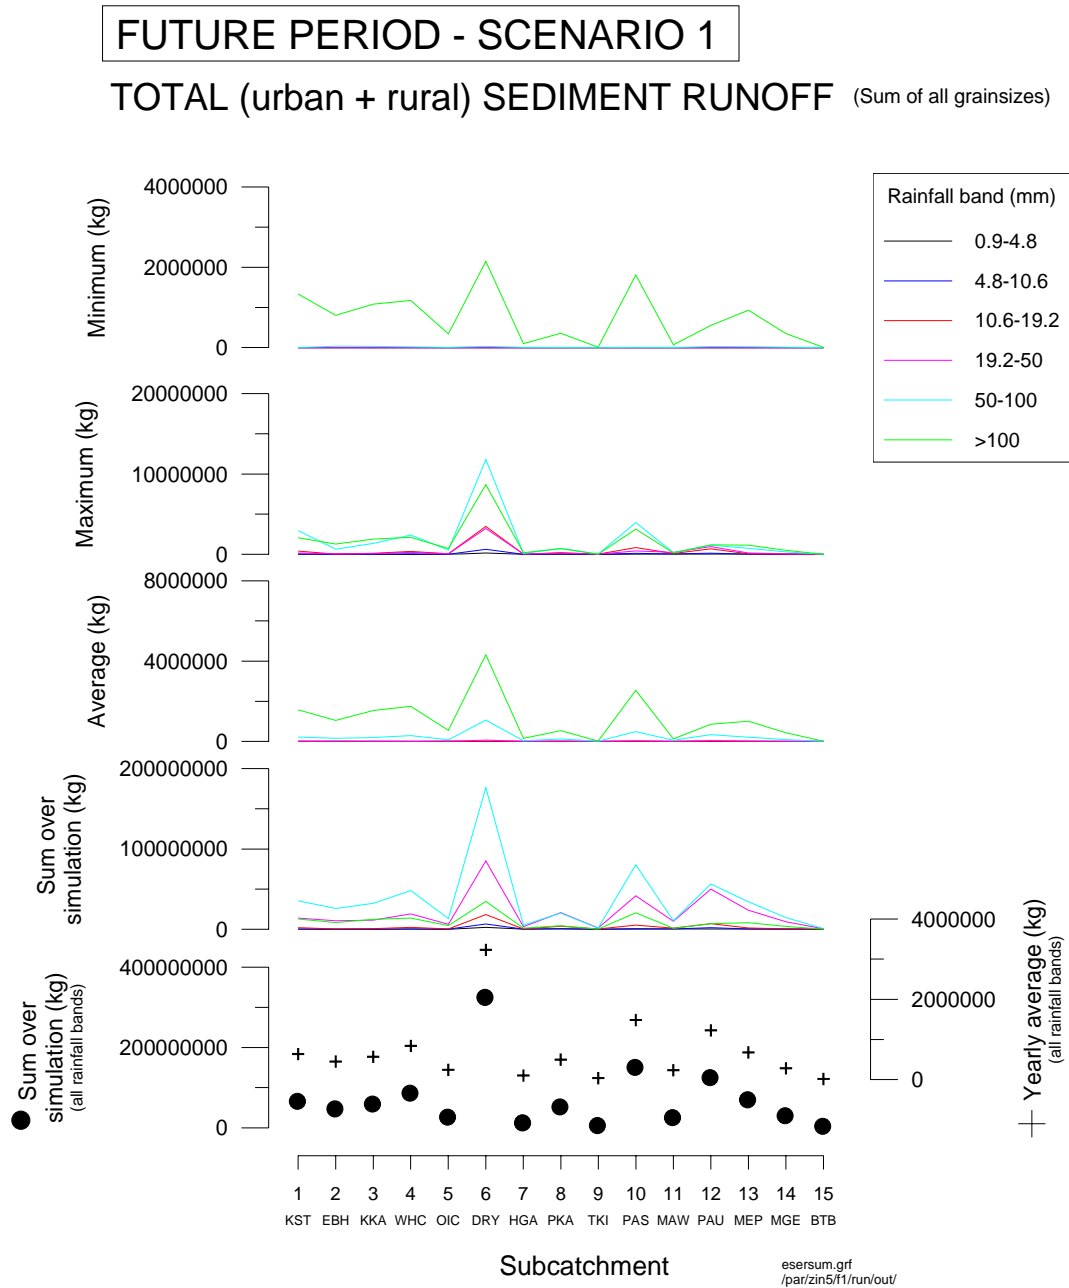 FUTURE PERIOD - SCENARIO 1
TOTAL (urban + rural) SEDIMENT RUNOFF (Sum of all grainsizes)
Rainfall band (mm)
0.9-4.8
4.8-10.6
10.6-19.2
19.2-50
50-100
>100
Minimum (kg)
4000000
2000000
0
Maximum (kg)
20000000
10000000
0
Average (kg)
8000000
4000000
0
Sum over
simulation (kg)
200000000
100000000
0
Sum over
simulation (kg)
(all rainfall bands)
400000000
200000000
0
4000000
2000000
0
Yearly average (kg)
(all rainfall bands)
1 2 3 4 5 6 7 8 9 10 11 12 13 14 15
KST EBH KKA WHC OIC DRY HGA PKA TKI PAS MAW PAU MEP MGE BTB
Subcatchment
esersum.grf
/par/zin5/f1/run/out/